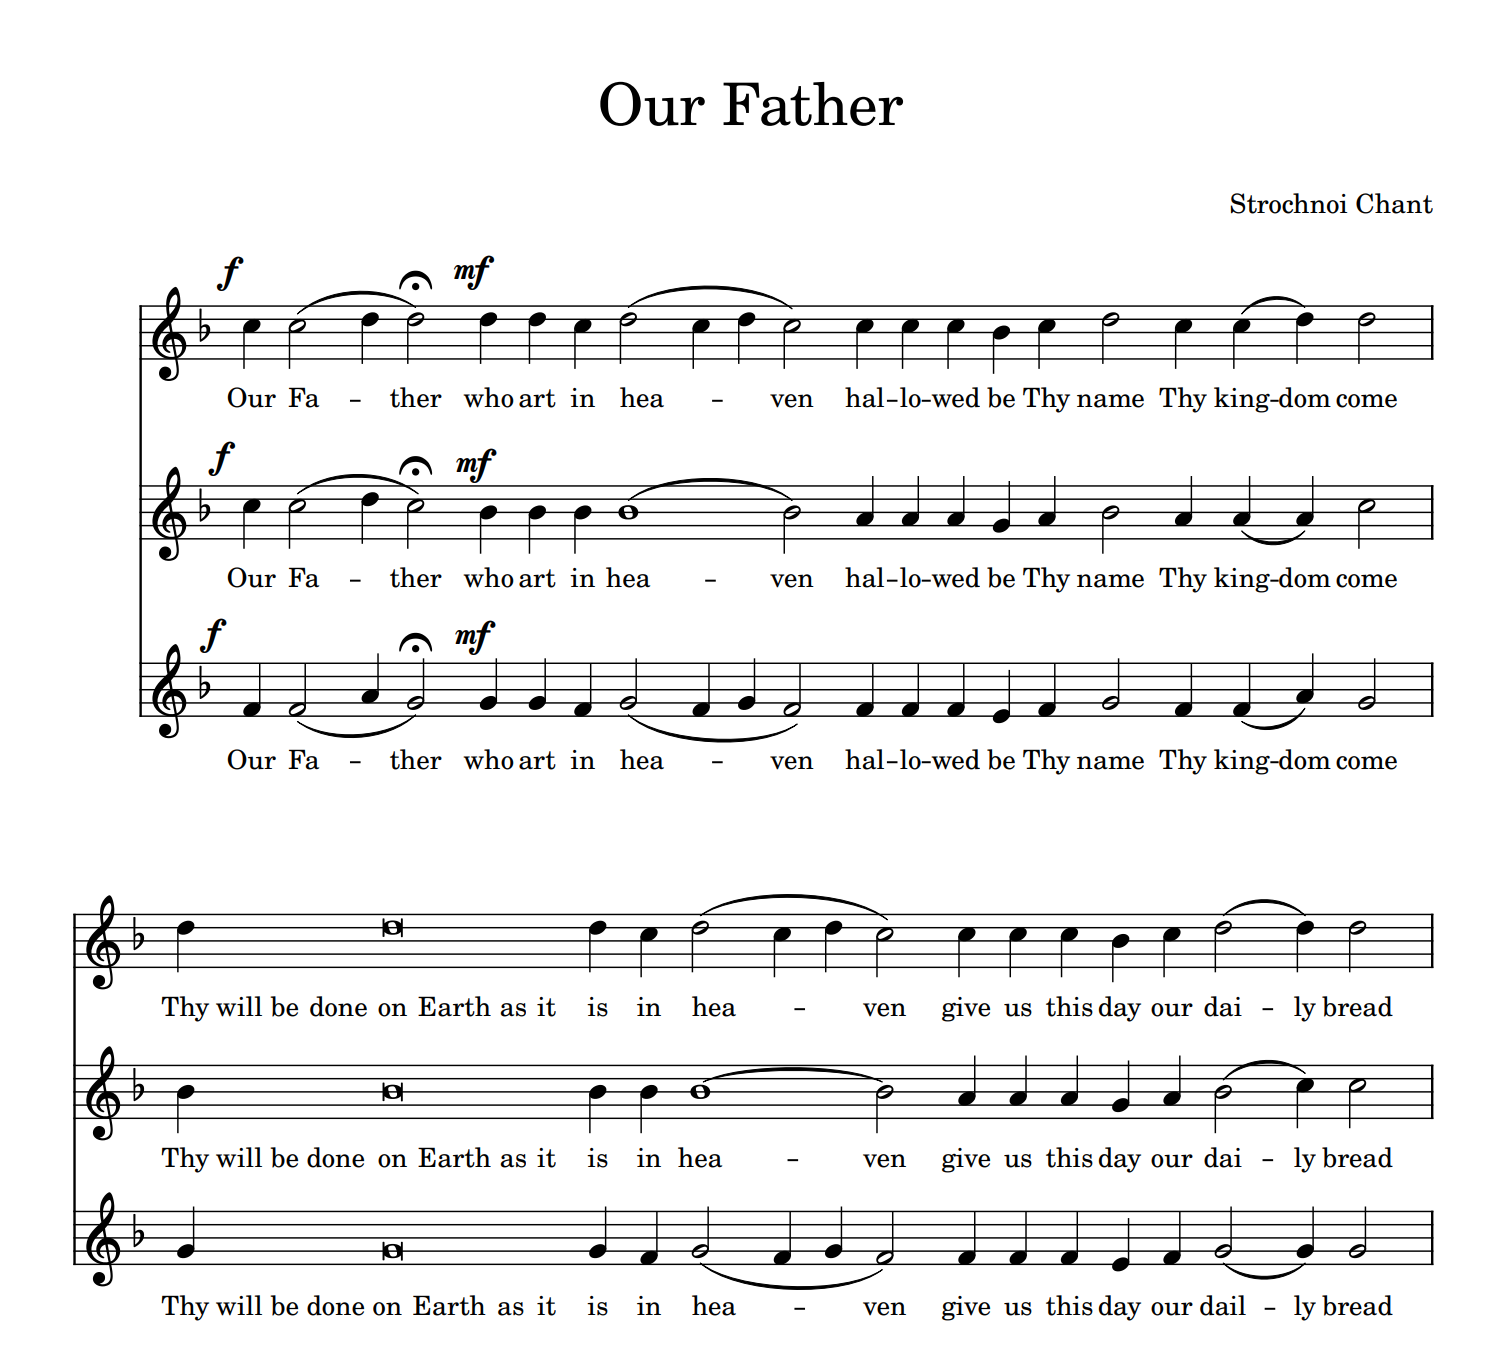 Our Father
Strochnoi Chant
f mf
Our Fa – ther who art in hea – ven hal–lo–wed be Thy name Thy king–dom come
f mf
Our Fa – ther who art in hea – ven hal–lo–wed be Thy name Thy king–dom come
f mf
Our Fa – ther who art in hea – ven hal–lo–wed be Thy name Thy king–dom come
Thy will be done on Earth as it is in hea – ven give us this day our dai – ly bread
Thy will be done on Earth as it is in hea – ven give us this day our dai – ly bread
Thy will be done on Earth as it is in hea – ven give us this day our dail – ly bread